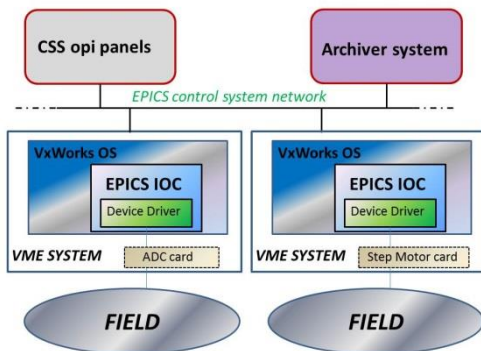 CSS opi panels
Archiver system
EPICS control system network
VxWorks OS
EPICS IOC
Device Driver
VME SYSTEM
ADC card
FIELD
VxWorks OS
EPICS IOC
Device Driver
VME SYSTEM
Step Motor card
FIELD